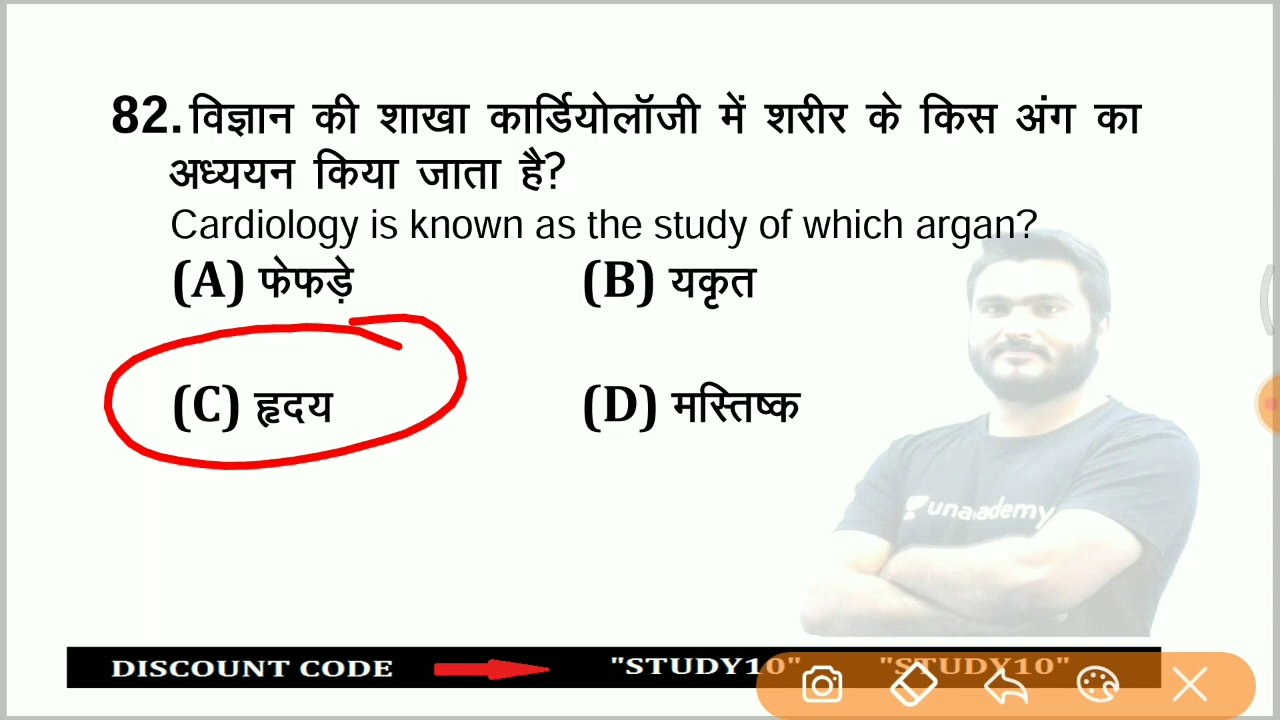 82. विज्ञान की शाखा कार्डियोलॉजी में शरीर के किस अंग का
अध्ययन किया जाता है?
Cardiology is known as the study of which argan?
(A) फेफड़े (B) यकृत
(C) हृदय (D) मस्तिष्क
unacademy
DISCOUNT CODE "STUDY10" "STUDY10"